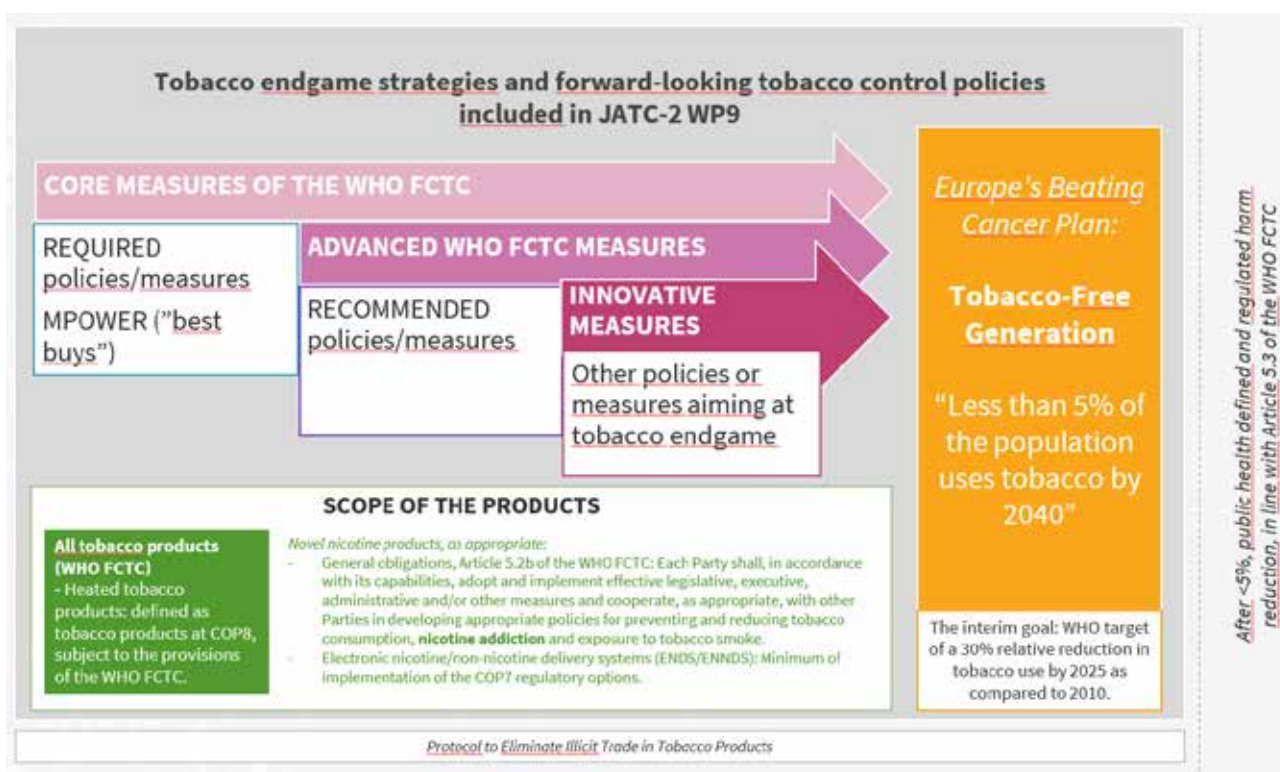 Tobacco endgame strategies and forward-looking tobacco control policies
included in JATC-2 WP9
CORE MEASURES OF THE WHO FCTC
REQUIRED
policies/measures
MPOWER ("best
buys")
ADVANCED WHO FCTC MEASURES
RECOMMENDED
policies/measures
INNOVATIVE
MEASURES
Other policies or
measures aiming at
tobacco endgame
Europe's Beating
Cancer Plan:
Tobacco-Free
Generation
“Less than 5% of
the population
uses tobacco by
2040”
The interim goal: WHO target
of a 30% relative reduction in
tobacco use by 2025 as
compared to 2010.
SCOPE OF THE PRODUCTS
All tobacco products
(WHO FCTC)
- Heated tobacco
products: defined as
tobacco products at COP8,
subject to the provisions
of the WHO FCTC.
Novel nicotine products, as appropriate:
- General obligations, Article 5.2b of the WHO FCTC: Each Party shall, in accordance
with its capabilities, adopt and implement effective legislative, executive,
administrative and/or other measures and cooperate, as appropriate, with other
Parties in developing appropriate policies for preventing and reducing tobacco
consumption, nicotine addiction and exposure to tobacco smoke.
- Electronic nicotine/non-nicotine delivery systems (ENDS/ENNDS): Minimum of
implementation of the COP7 regulatory options.
Protocol to Eliminate Illicit Trade in Tobacco Products
After <5%, public health defined and regulated harm
reduction, in line with Article 5.3 of the WHO FCTC